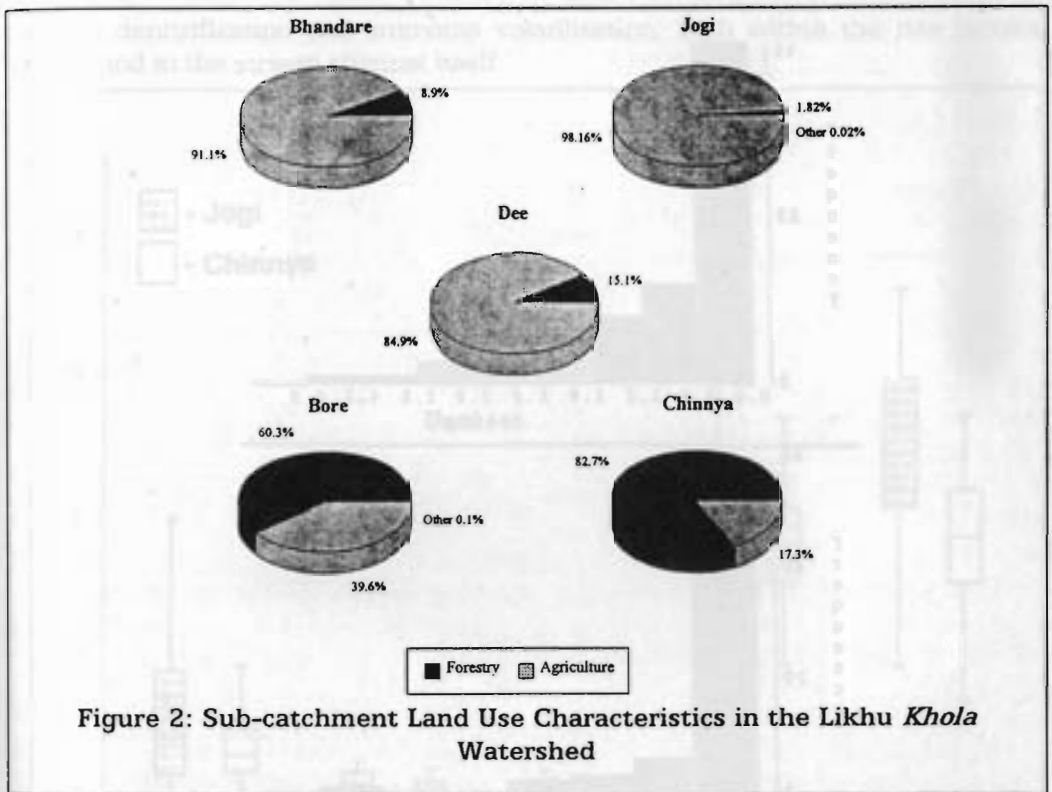 Bhandare
Jogi
8.9%
91.1%
1.82%
Other 0.02%
98.16%
Dee
15.1%
84.9%
Bore
Chinnya
60.3%
Other 0.1%
39.6%
82.7%
17.3%
Forestry Agriculture
Figure 2: Sub-catchment Land Use Characteristics in the Likhu Khola
Watershed
- Jogi
- Chinnya